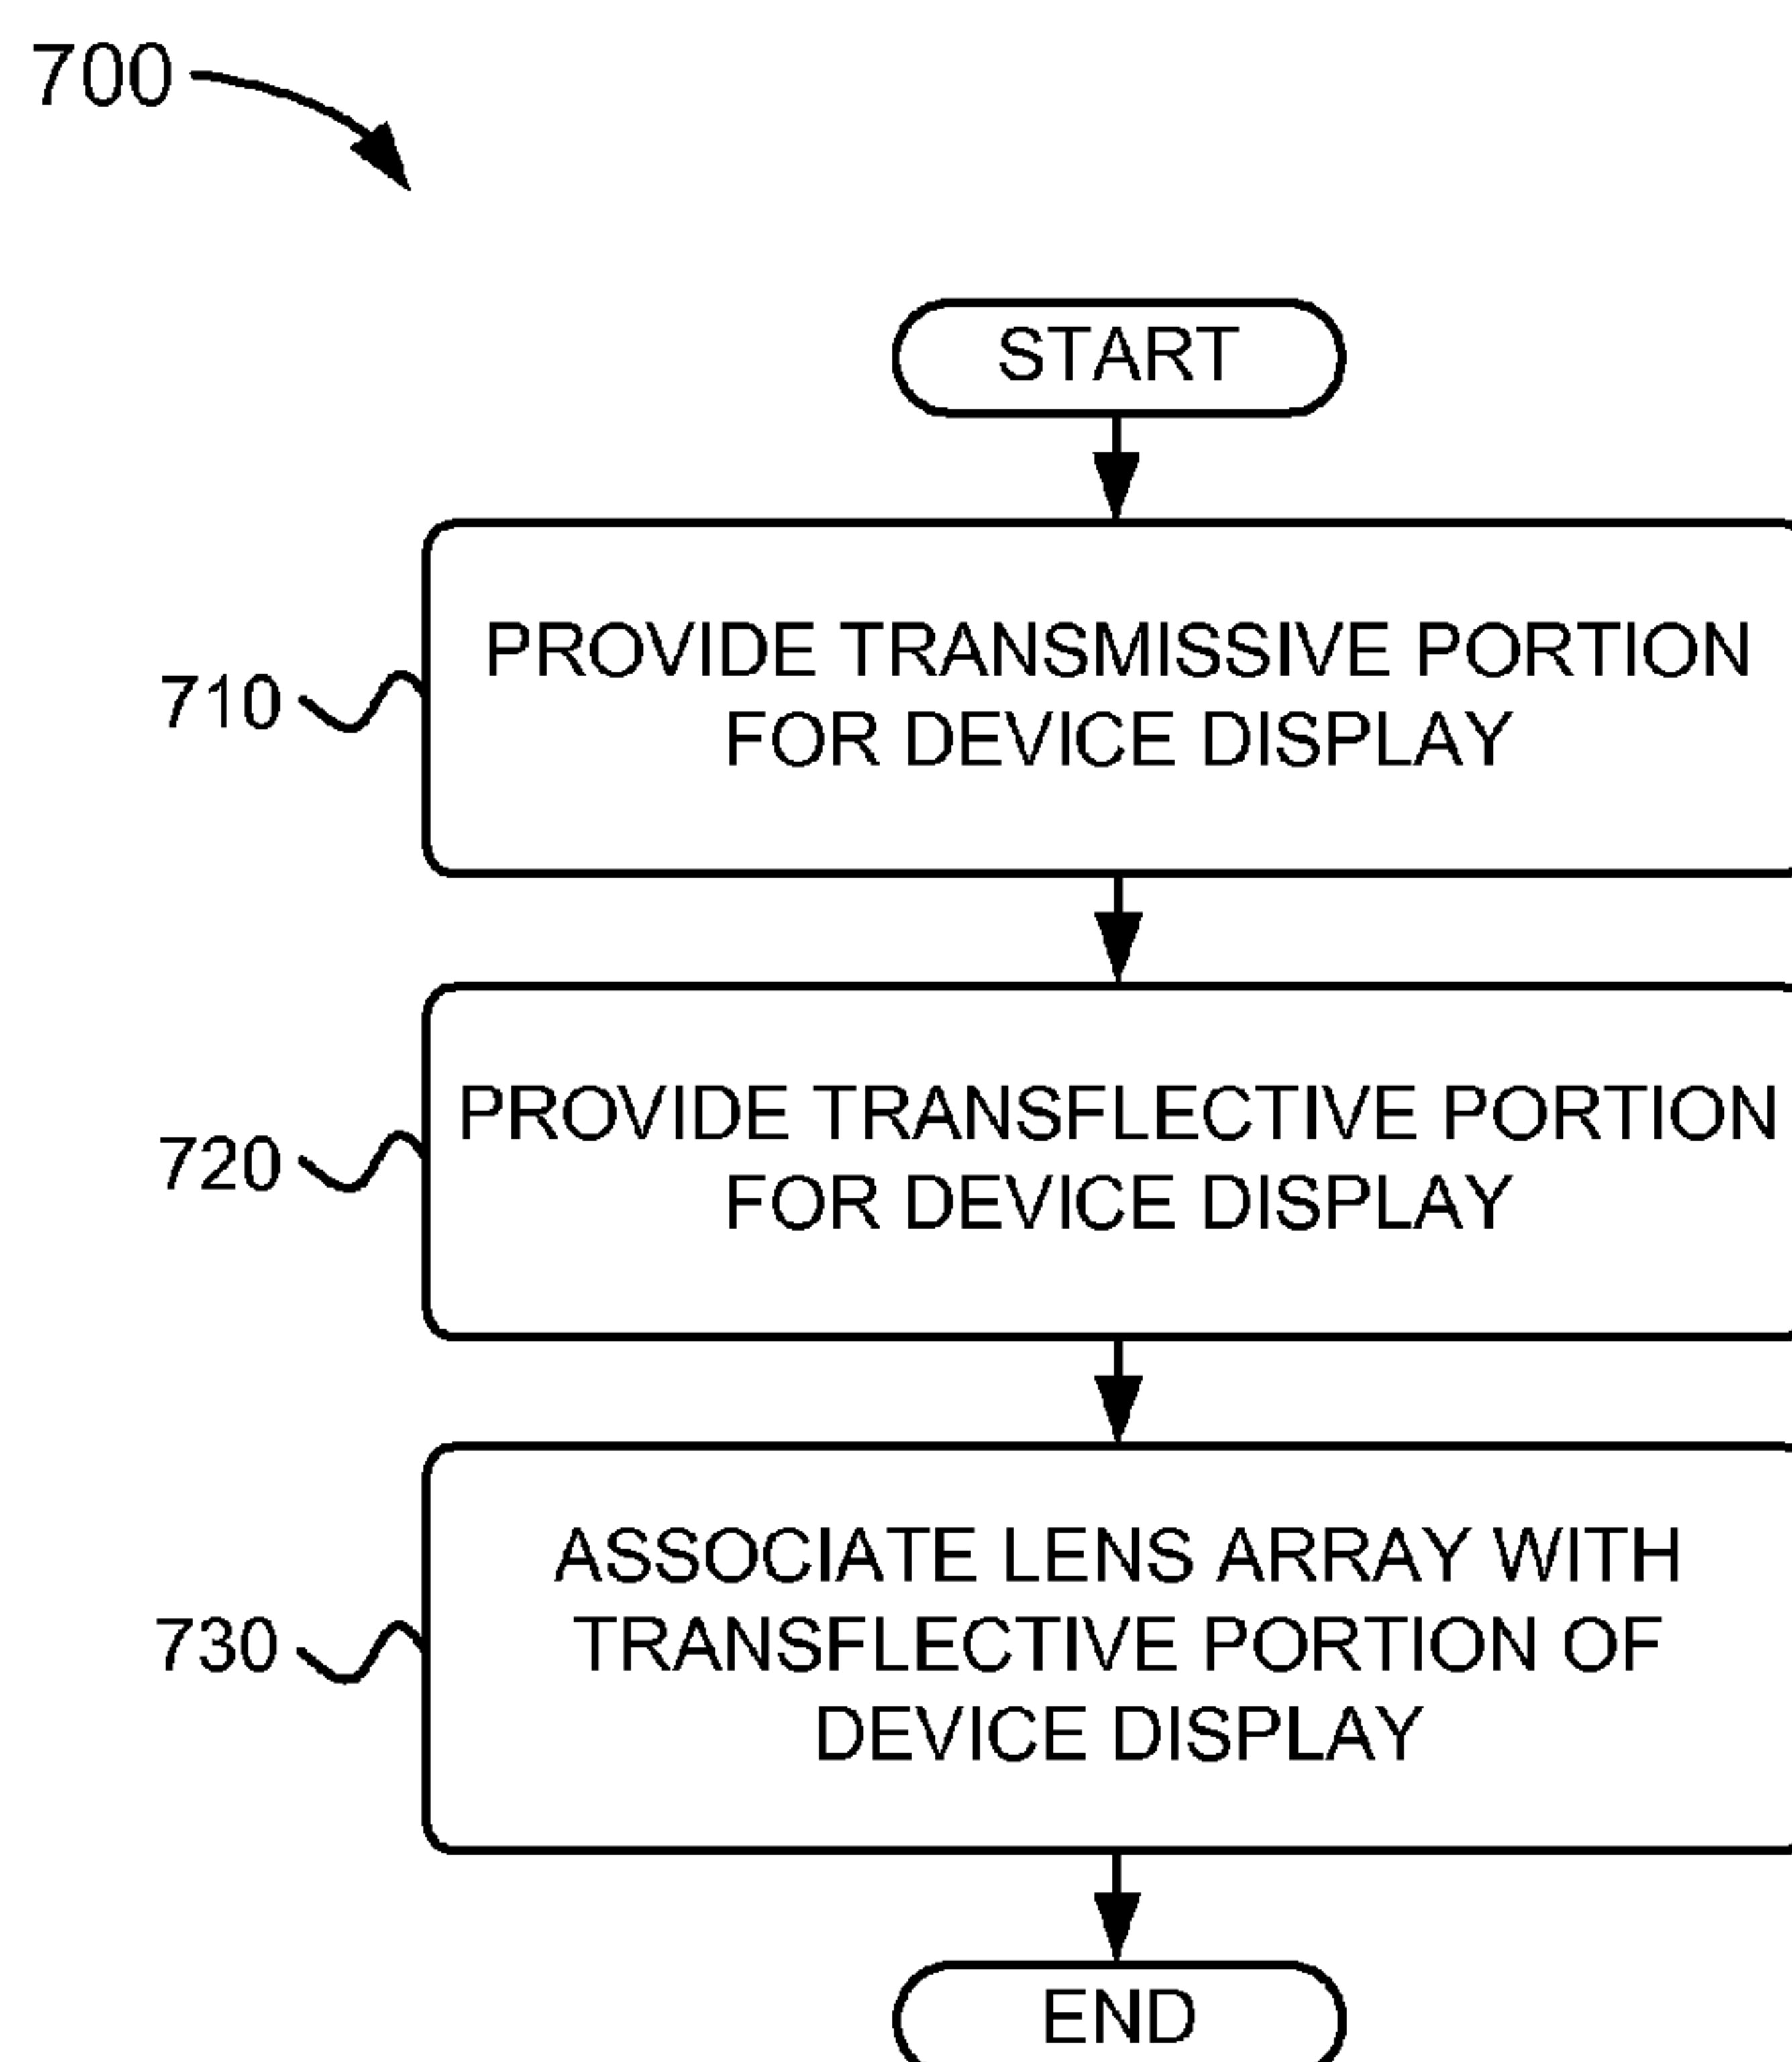 700
START
710
PROVIDE TRANSMISSIVE PORTION
FOR DEVICE DISPLAY
720
PROVIDE TRANSFLECTIVE PORTION
FOR DEVICE DISPLAY
730
ASSOCIATE LENS ARRAY WITH
TRANSFLECTIVE PORTION OF
DEVICE DISPLAY
END